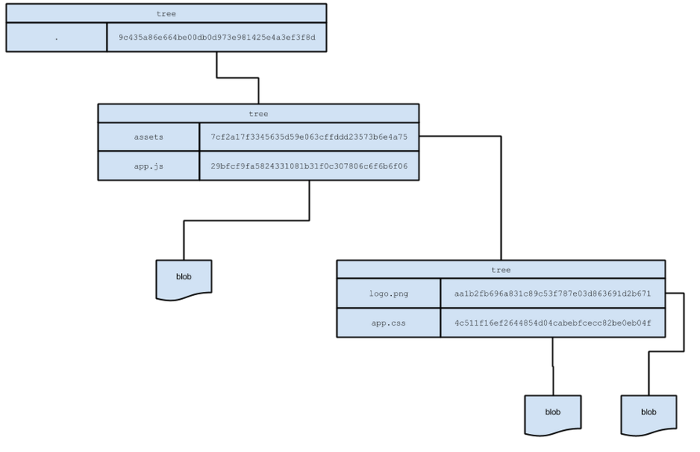 tree
. 9c435a86e664be00db0d973e981425e4a3ef3f8d
tree
assets 7cf2a17f3345635d59e063cffddd23573b6e4a75
app.js 29bfcf9fa5824331081b31f0c307806c6f6b6f06
blob
tree
logo.png aa1b2fb696a831c89c53f787e03d863691d2b671
app.css 4c511f16ef2644854d04cabebfcecc82be0eb04f
blob blob